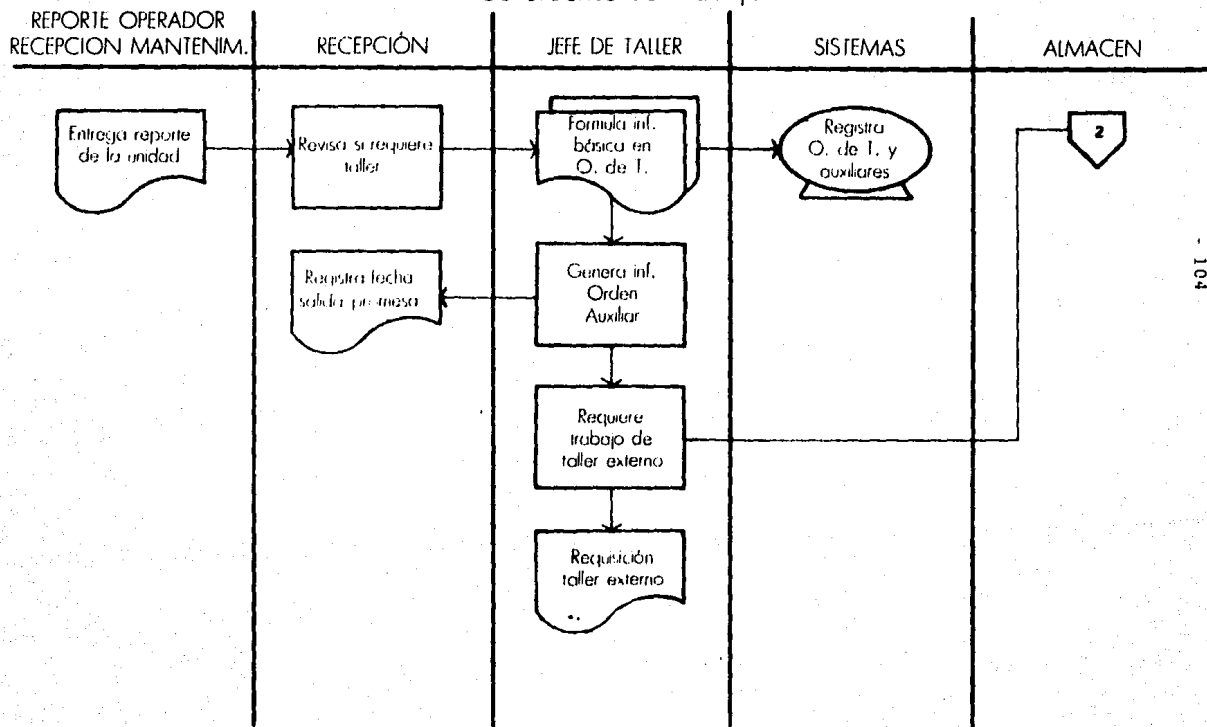 REPORTE OPERADOR
RECEPCION MANTENIM.
RECEPCIÓN
JEFE DE TALLER
SISTEMAS
ALMACEN
Entrega reporte
de la unidad
Revisa si requiere
taller
Formula inf.
básica en
O. de T.
Registra
O. de T. y
auxiliares
2
Registra fecha
salida promesa
Genera inf.
Orden
Auxiliar
Requiere
trabajo de
taller externo
Requisición
taller externo
- 104